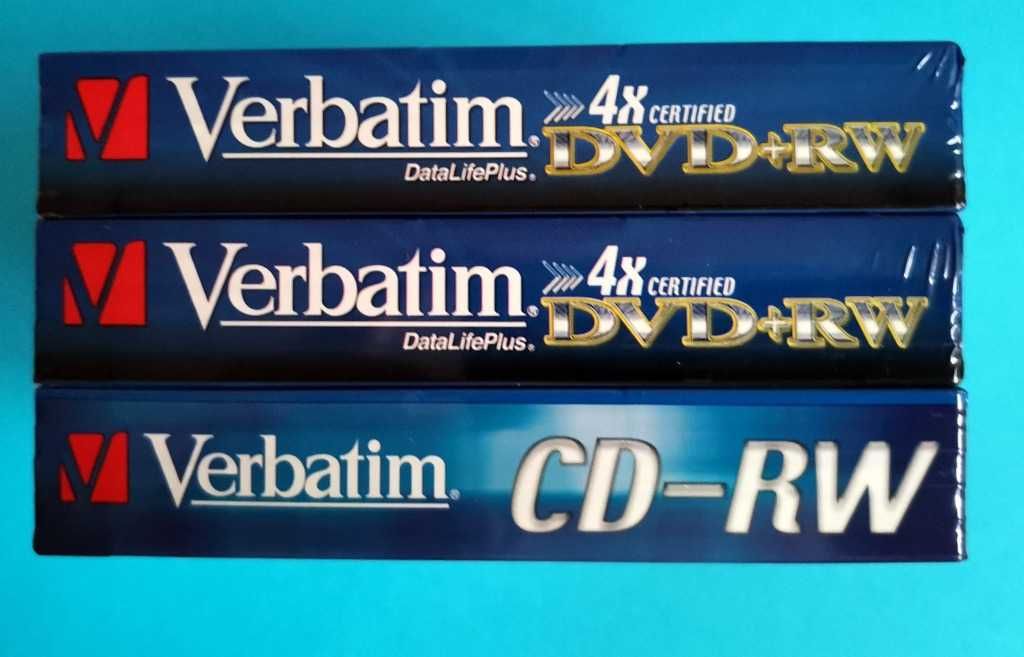 Verbatim® 4x CERTIFIED
DataLifePlus® DVD+RW
Verbatim® 4x CERTIFIED
DataLifePlus® DVD+RW
Verbatim® CD-RW